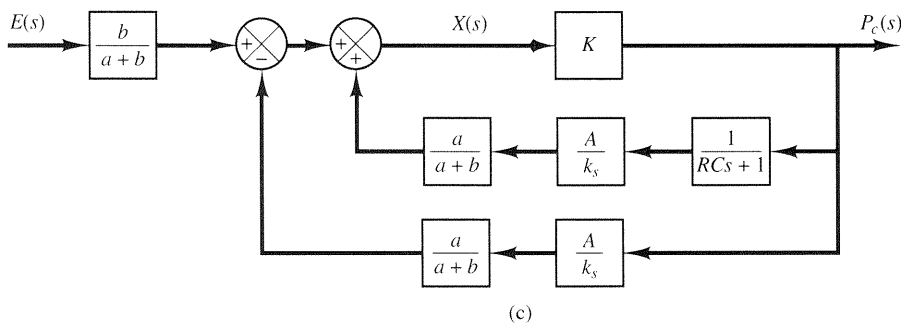 E(s)
b
a + b
+
−
+
+
X(s)
K
P_c(s)
a
a + b
A
k_s
1
RCs + 1
a
a + b
A
k_s
(c)